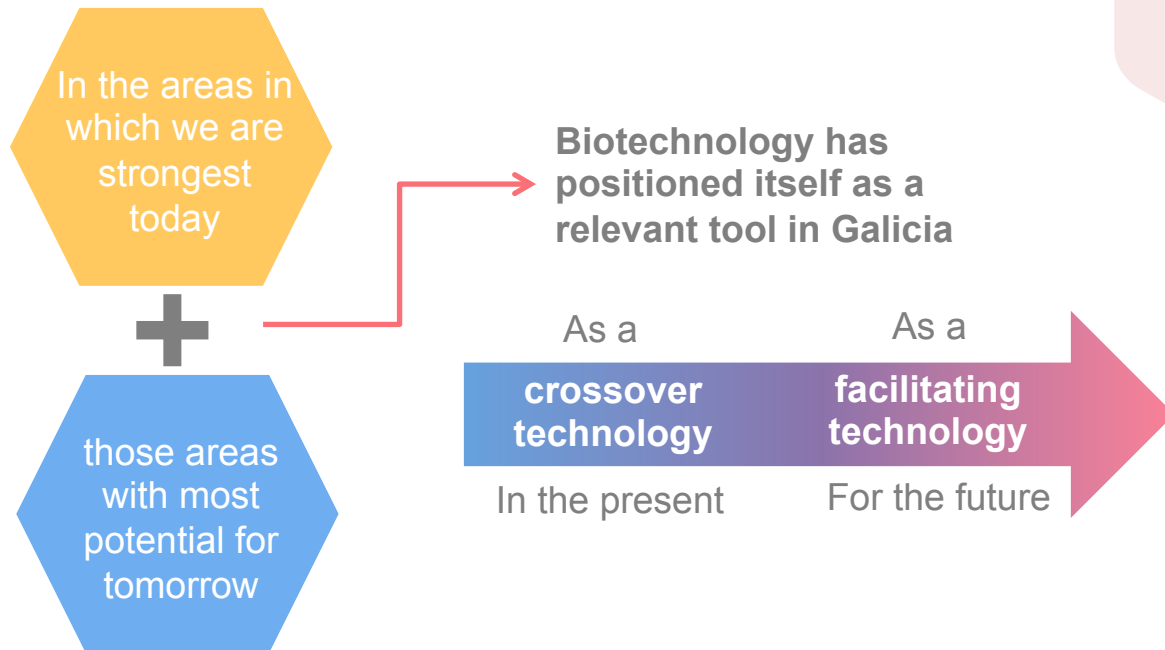 In the areas in
which we are
strongest
today
+
those areas
with most
potential for
tomorrow
Biotechnology has
positioned itself as a
relevant tool in Galicia
As a
crossover
technology
In the present
As a
facilitating
technology
For the future